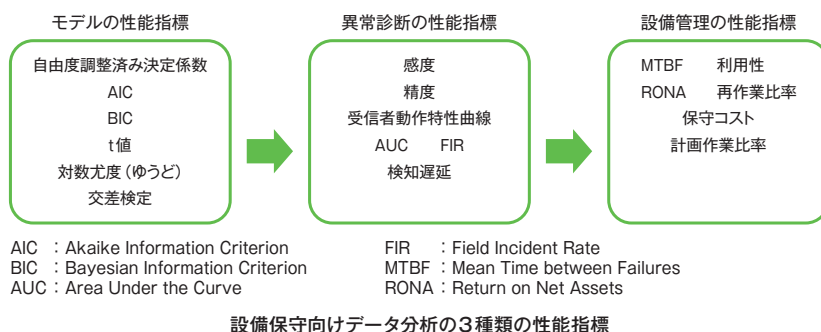 モデルの性能指標
自由度調整済み決定係数
AIC
BIC
t値
対数尤度(ゆうど)
交差検定
異常診断の性能指標
感度
精度
受信者動作特性曲線
AUC FIR
検知遅延
設備管理の性能指標
MTBF 利用性
RONA 再作業比率
保守コスト
計画作業比率
AIC :Akaike Information Criterion
BIC :Bayesian Information Criterion
AUC :Area Under the Curve
FIR :Field Incident Rate
MTBF :Mean Time between Failures
RONA :Return on Net Assets
設備保守向けデータ分析の3種類の性能指標